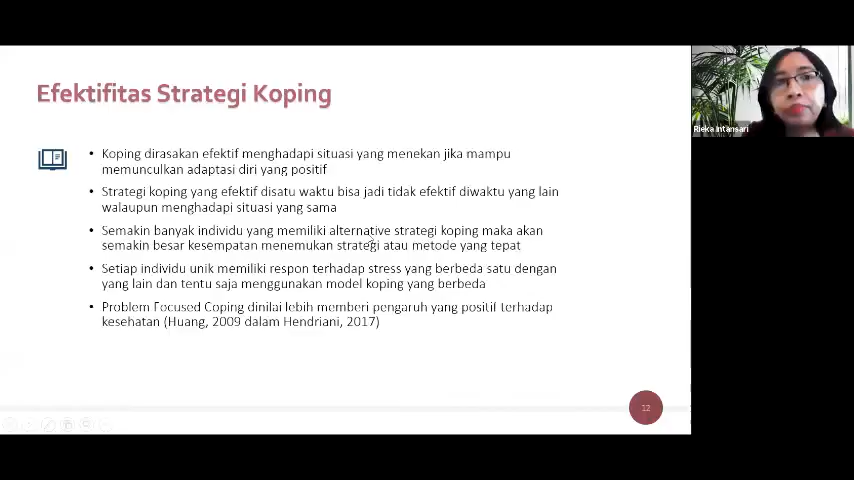 Efektifitas Strategi Koping
• Koping dirasakan efektif menghadapi situasi yang menekan jika mampu
memunculkan adaptasi diri yang positif
• Strategi koping yang efektif disatu waktu bisa jadi tidak efektif diwaktu yang lain
walaupun menghadapi situasi yang sama
• Semakin banyak individu yang memiliki alternative strategi koping maka akan
semakin besar kesempatan menemukan strategi atau metode yang tepat
• Setiap individu unik memiliki respon terhadap stress yang berbeda satu dengan
yang lain dan tentu saja menggunakan model koping yang berbeda
• Problem Focused Coping dinilai lebih memberi pengaruh yang positif terhadap
kesehatan (Huang, 2009 dalam Hendriani, 2017)
12
Rieka Intansari